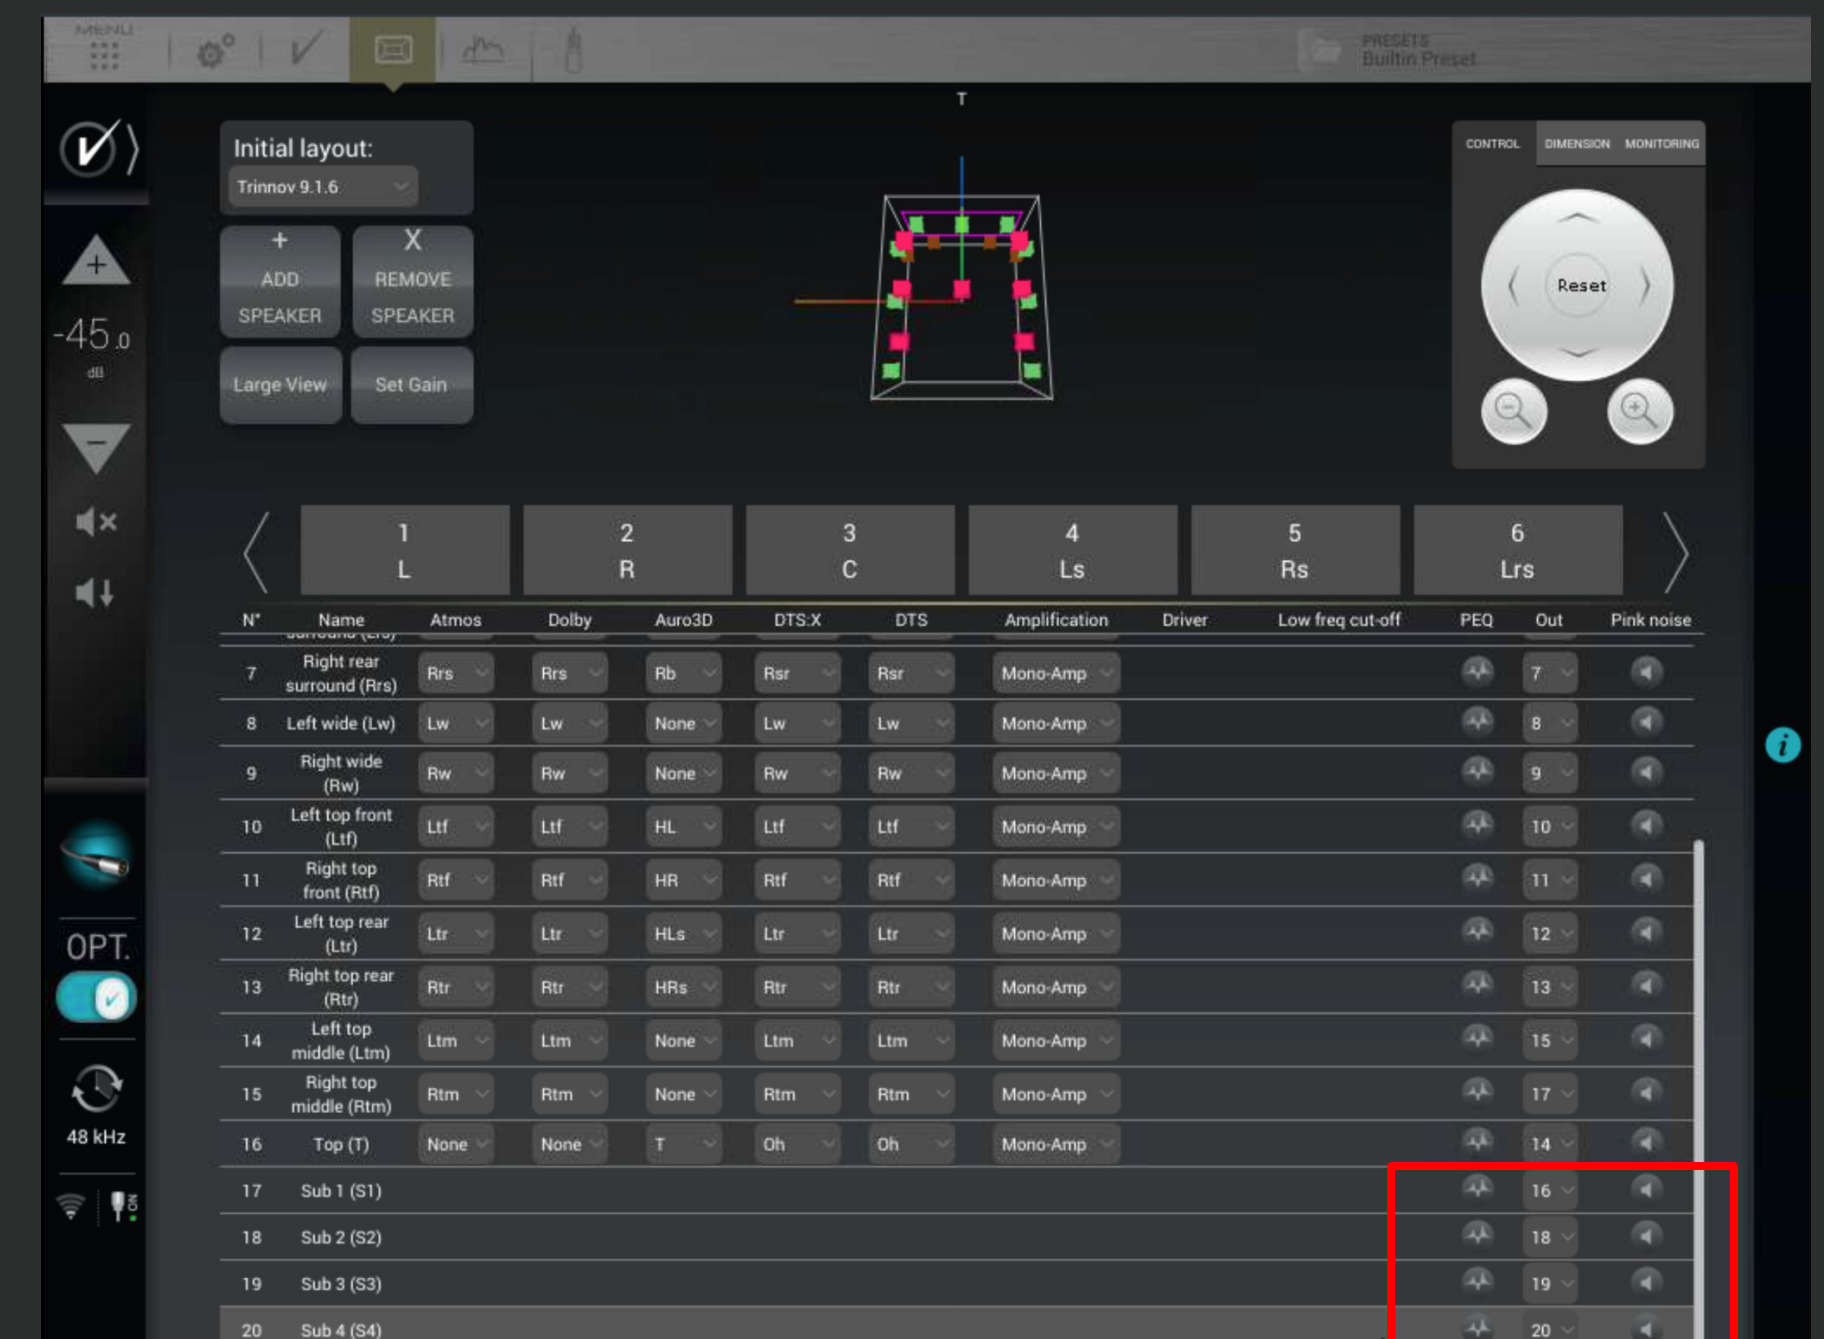 MENU
PRESETS
Builtin Preset
T
Initial layout:
Trinnov 9.1.6
+
ADD
SPEAKER
X
REMOVE
SPEAKER
Large View
Set Gain
CONTROL DIMENSION MONITORING
Reset
-45.0
dB
OPT.
48 kHz
ON
1
L
2
R
3
C
4
Ls
5
Rs
6
Lrs
N° Name Atmos Dolby Auro3D DTS:X DTS Amplification Driver Low freq cut-off PEQ Out Pink noise
surround (Lrs)
7 Right rear surround (Rrs) Rrs Rrs Rb Rsr Rsr Mono-Amp 7
8 Left wide (Lw) Lw Lw None Lw Lw Mono-Amp 8
9 Right wide (Rw) Rw Rw None Rw Rw Mono-Amp 9
10 Left top front (Ltf) Ltf Ltf HL Ltf Ltf Mono-Amp 10
11 Right top front (Rtf) Rtf Rtf HR Rtf Rtf Mono-Amp 11
12 Left top rear (Ltr) Ltr Ltr HLs Ltr Ltr Mono-Amp 12
13 Right top rear (Rtr) Rtr Rtr HRs Rtr Rtr Mono-Amp 13
14 Left top middle (Ltm) Ltm Ltm None Ltm Ltm Mono-Amp 15
15 Right top middle (Rtm) Rtm Rtm None Rtm Rtm Mono-Amp 17
16 Top (T) None None T Oh Oh Mono-Amp 14
17 Sub 1 (S1) 16
18 Sub 2 (S2) 18
19 Sub 3 (S3) 19
20 Sub 4 (S4) 20
i